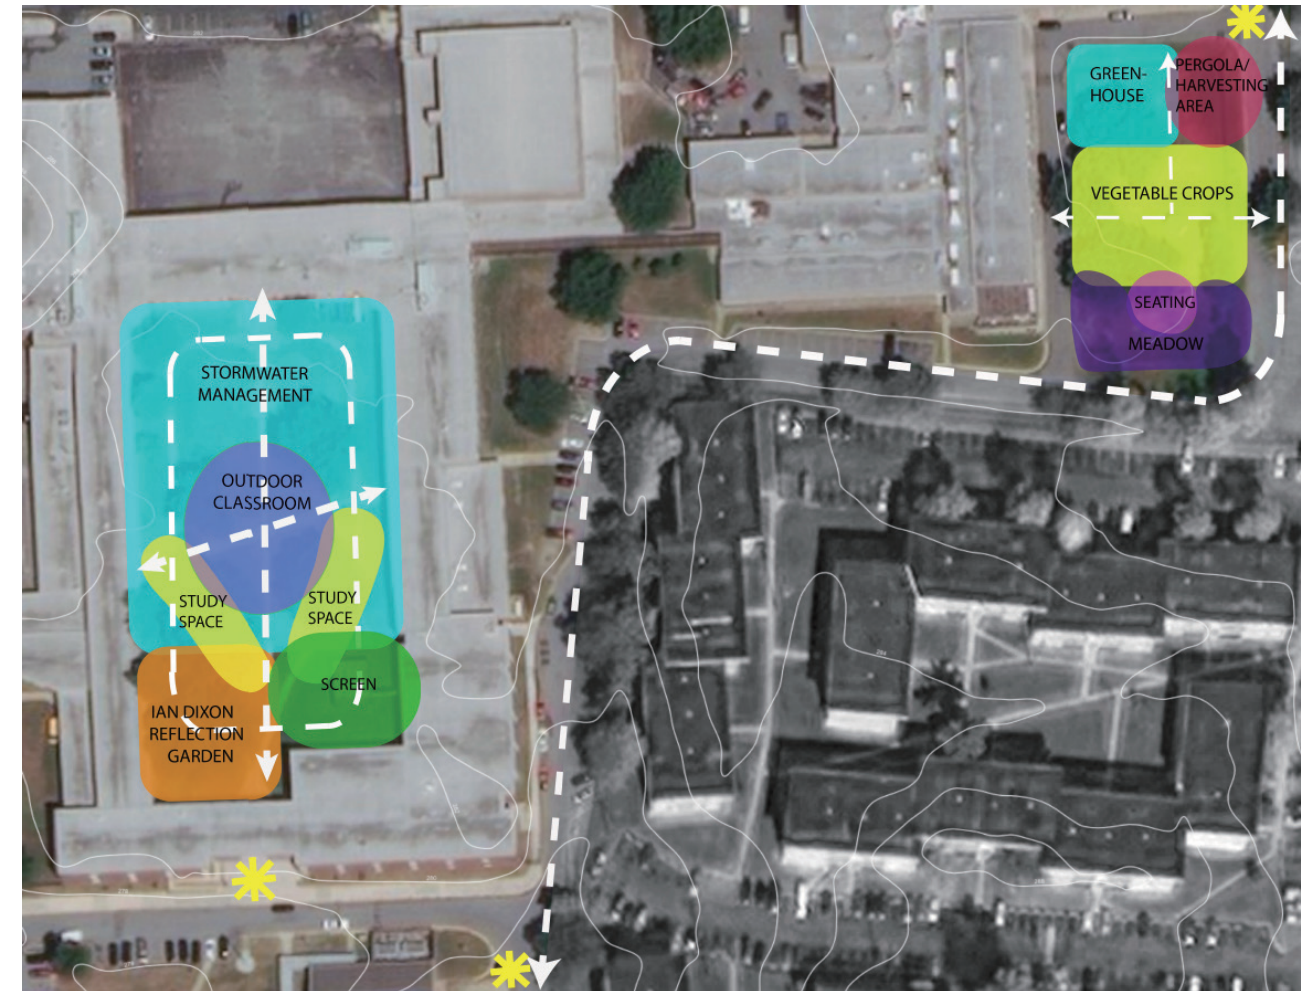 GREEN-
HOUSE
PERGOLA/
HARVESTING
AREA
VEGETABLE CROPS
SEATING
MEADOW
STORMWATER
MANAGEMENT
OUTDOOR
CLASSROOM
STUDY
SPACE
STUDY
SPACE
SCREEN
IAN DIXON
REFLECTION
GARDEN